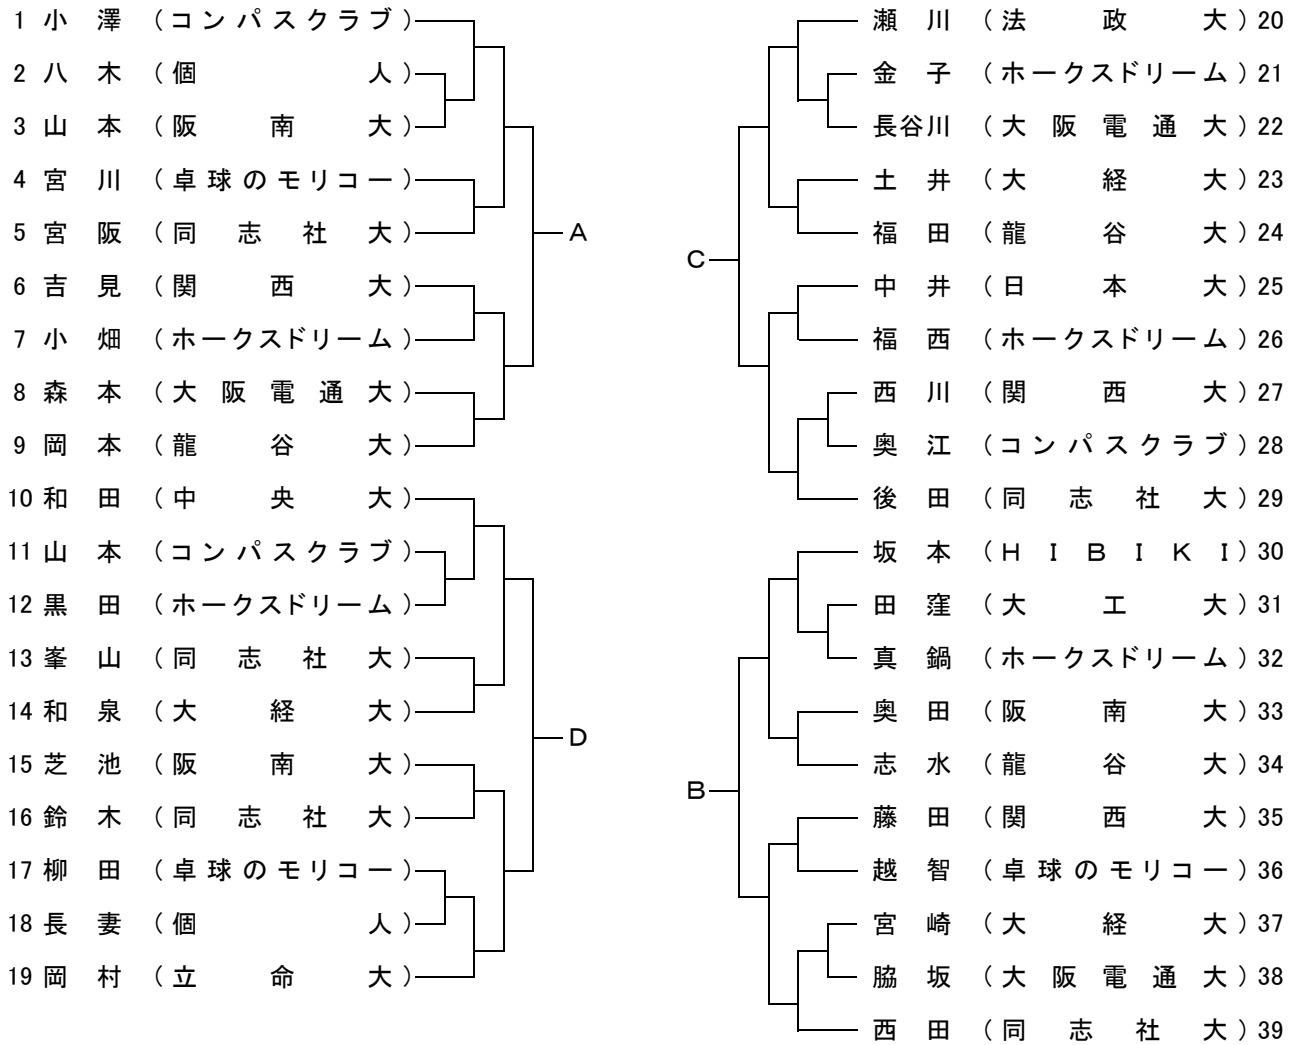 1 小澤 (コンパスクラブ)
2 八木 (個人)
3 山本 (阪南大)
4 宮川 (卓球のモリコー)
5 宮阪 (同志社大)
A
6 吉見 (関西大)
7 小畑 (ホークスドリーム)
8 森本 (大阪電通大)
9 岡本 (龍谷大)
10 和田 (中央大)
11 山本 (コンパスクラブ)
12 黒田 (ホークスドリーム)
13 峯山 (同志社大)
14 和泉 (大経大)
D
15 芝池 (阪南大)
16 鈴木 (同志社大)
17 柳田 (卓球のモリコー)
18 長妻 (個人)
19 岡村 (立命大)
瀬川 (法政大) 20
金子 (ホークスドリーム) 21
長谷川 (大阪電通大) 22
土井 (大経大) 23
福田 (龍谷大) 24
C
中井 (日本大) 25
福西 (ホークスドリーム) 26
西川 (関西大) 27
奥江 (コンパスクラブ) 28
後田 (同志社大) 29
坂本 (HIBIKI) 30
田窪 (大工大) 31
真鍋 (ホークスドリーム) 32
奥田 (阪南大) 33
志水 (龍谷大) 34
B
藤田 (関西大) 35
越智 (卓球のモリコー) 36
宮崎 (大経大) 37
脇坂 (大阪電通大) 38
西田 (同志社大) 39